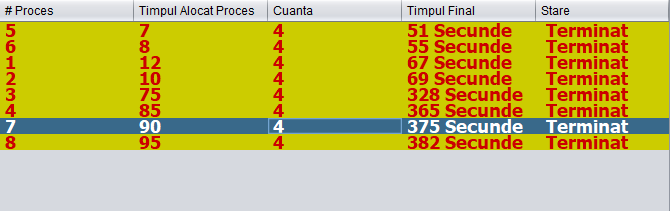 # Proces Timpul Alocat Proces Cuanta Timpul Final Stare
5 7 4 51 Secunde Terminat
6 8 4 55 Secunde Terminat
1 12 4 67 Secunde Terminat
2 10 4 69 Secunde Terminat
3 75 4 328 Secunde Terminat
4 85 4 365 Secunde Terminat
7 90 4 375 Secunde Terminat
8 95 4 382 Secunde Terminat